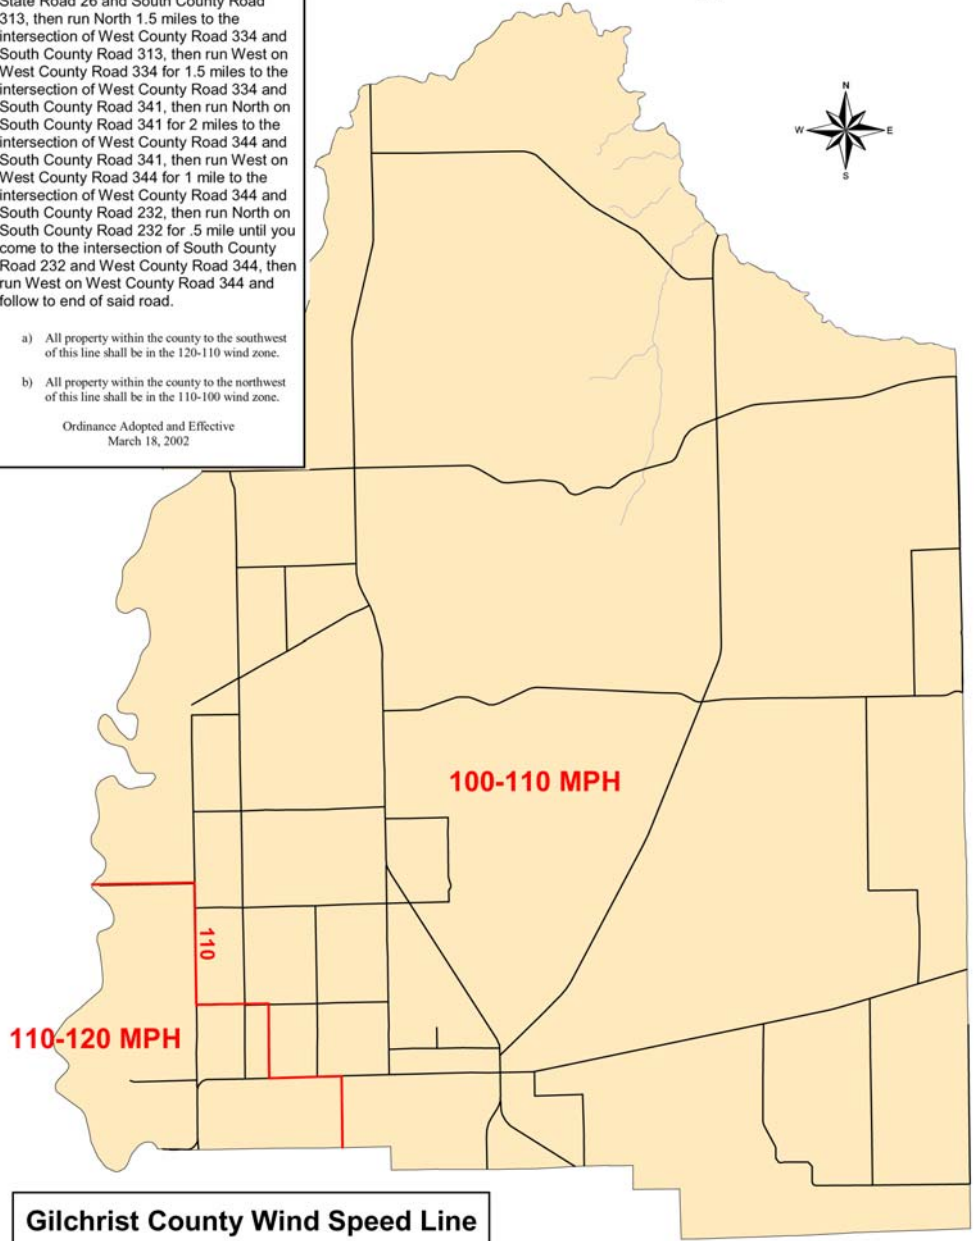 State Road 26 and South County Road
313, then run North 1.5 miles to the
intersection of West County Road 334 and
South County Road 313, then run West on
West County Road 334 for 1.5 miles to the
intersection of West County Road 334 and
South County Road 341, then run North on
South County Road 341 for 2 miles to the
intersection of West County Road 344 and
South County Road 341, then run West on
West County Road 344 for 1 mile to the
intersection of West County Road 344 and
South County Road 232, then run North on
South County Road 232 for .5 mile until you
come to the intersection of South County
Road 232 and West County Road 344, then
run West on West County Road 344 and
follow to end of said road.
a) All property within the county to the southwest
of this line shall be in the 120-110 wind zone.
b) All property within the county to the northwest
of this line shall be in the 110-100 wind zone.
Ordinance Adopted and Effective
March 18, 2002
N
W
E
S
100-110 MPH
110
110-120 MPH
Gilchrist County Wind Speed Line